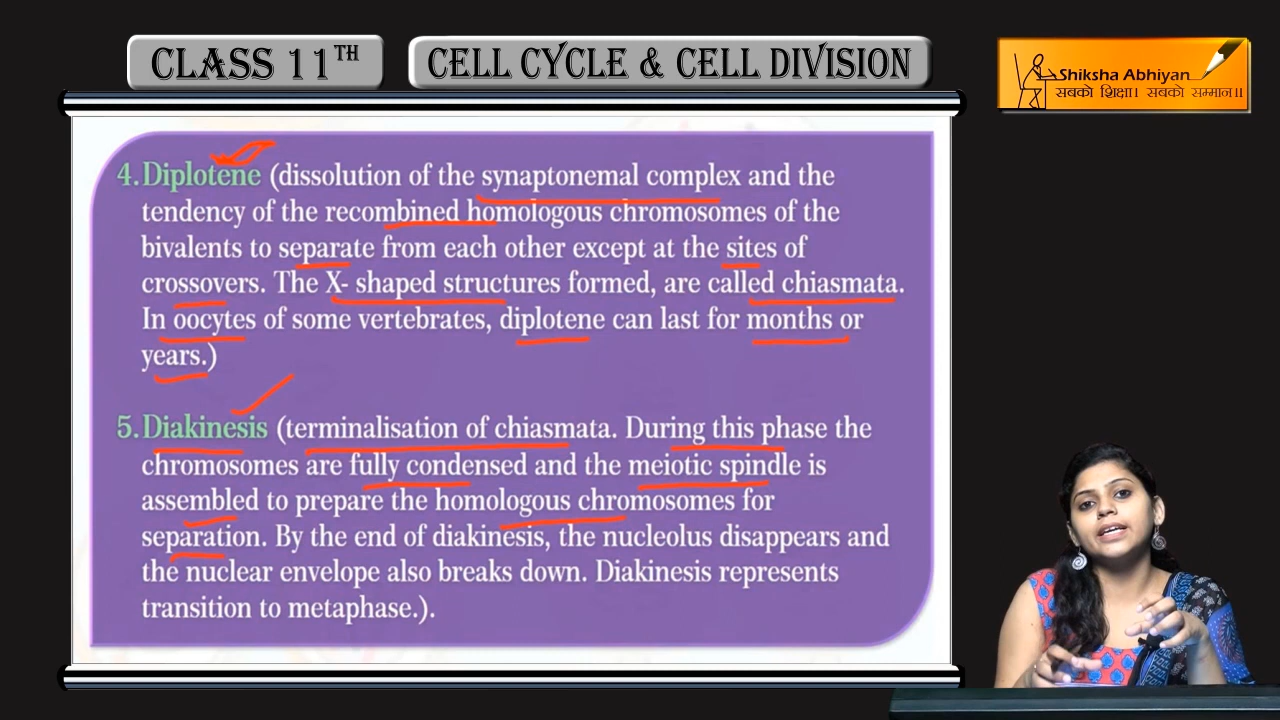 CLASS 11TH
CELL CYCLE & CELL DIVISION
Shiksha Abhiyan
सबको शिक्षा। सबको सम्मान॥
4.Diplotene (dissolution of the synaptonemal complex and the
tendency of the recombined homologous chromosomes of the
bivalents to separate from each other except at the sites of
crossovers. The X- shaped structures formed, are called chiasmata.
In oocytes of some vertebrates, diplotene can last for months or
years.)
5.Diakinesis (terminalisation of chiasmata. During this phase the
chromosomes are fully condensed and the meiotic spindle is
assembled to prepare the homologous chromosomes for
separation. By the end of diakinesis, the nucleolus disappears and
the nuclear envelope also breaks down. Diakinesis represents
transition to metaphase.).